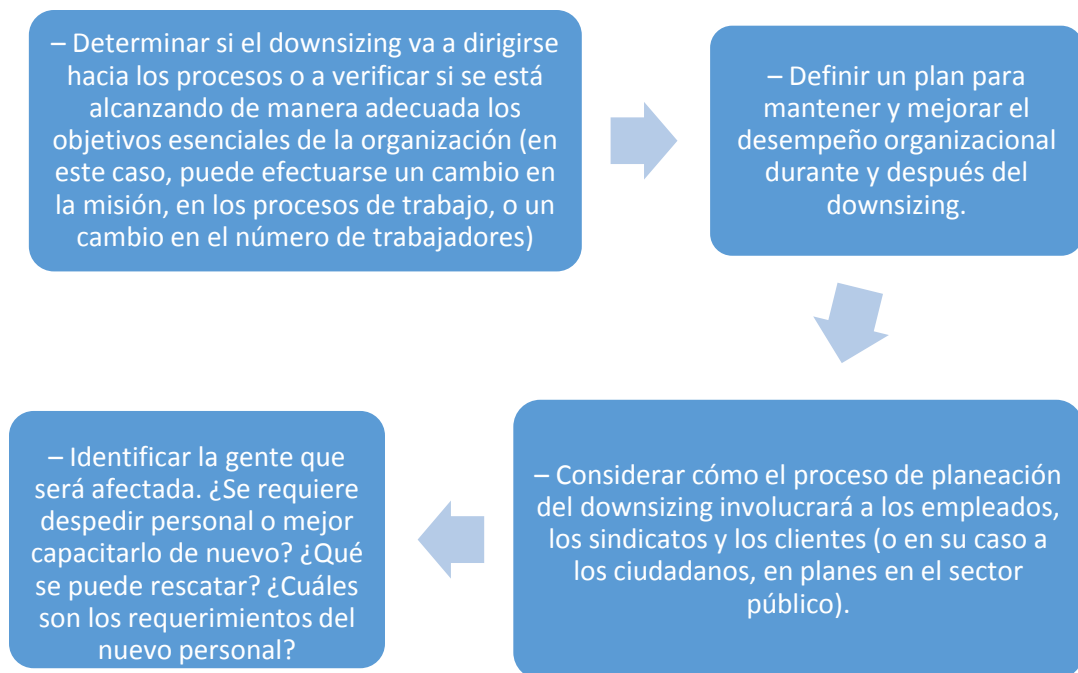 – Determinar si el downsizing va a dirigirse
hacia los procesos o a verificar si se está
alcanzando de manera adecuada los
objetivos esenciales de la organización (en
este caso, puede efectuarse un cambio en
la misión, en los procesos de trabajo, o un
cambio en el número de trabajadores)
– Definir un plan para
mantener y mejorar el
desempeño organizacional
durante y después del
downsizing.
– Considerar cómo el proceso de planeación
del downsizing involucrará a los empleados,
los sindicatos y los clientes (o en su caso a
los ciudadanos, en planes en el sector
público).
– Identificar la gente que
será afectada. ¿Se requiere
despedir personal o mejor
capacitarlo de nuevo? ¿Qué
se puede rescatar? ¿Cuáles
son los requerimientos del
nuevo personal?